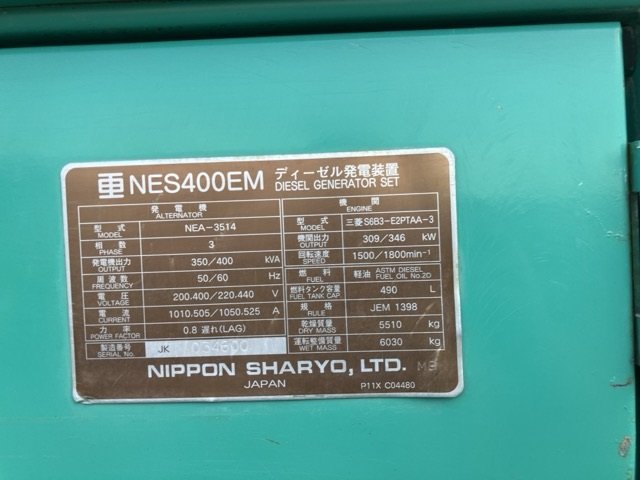 NES400EM ディーゼル発電装置
DIESEL GENERATOR SET
発電機
ALTERNATOR
型式 MODEL NEA-3514
相数 PHASE 3
発電機出力 OUTPUT 350/400 kVA
周波数 FREQUENCY 50/60 Hz
電圧 VOLTAGE 200.400/220.440 V
電流 CURRENT 1010.505/1050.525 A
力率 POWER FACTOR 0.8 遅れ(LAG)
製造番号 SERIAL No. JK
機関
ENGINE
型式 MODEL 三菱S6B3-E2PTAA-3
機関出力 OUTPUT 309/346 kW
回転速度 SPEED 1500/1800min⁻¹
燃料 FUEL 軽油 ASTM DIESEL FUEL OIL No.2D
燃料タンク容量 FUEL TANK CAP 490 L
規格 RULE JEM 1398/
乾燥質量 DRY MASS 5510 kg
運転整備質量 WET MASS 6030 kg
NIPPON SHARYO, LTD.
JAPAN
P11X C04480